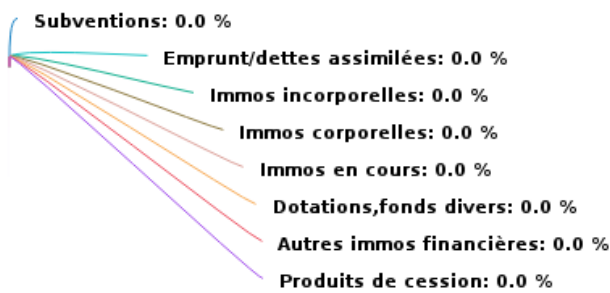 Subventions: 0.0 %
Emprunt/dettes assimilées: 0.0 %
Immos incorporelles: 0.0 %
Immos corporelles: 0.0 %
Immos en cours: 0.0 %
Dotations,fonds divers: 0.0 %
Autres immos financières: 0.0 %
Produits de cession: 0.0 %